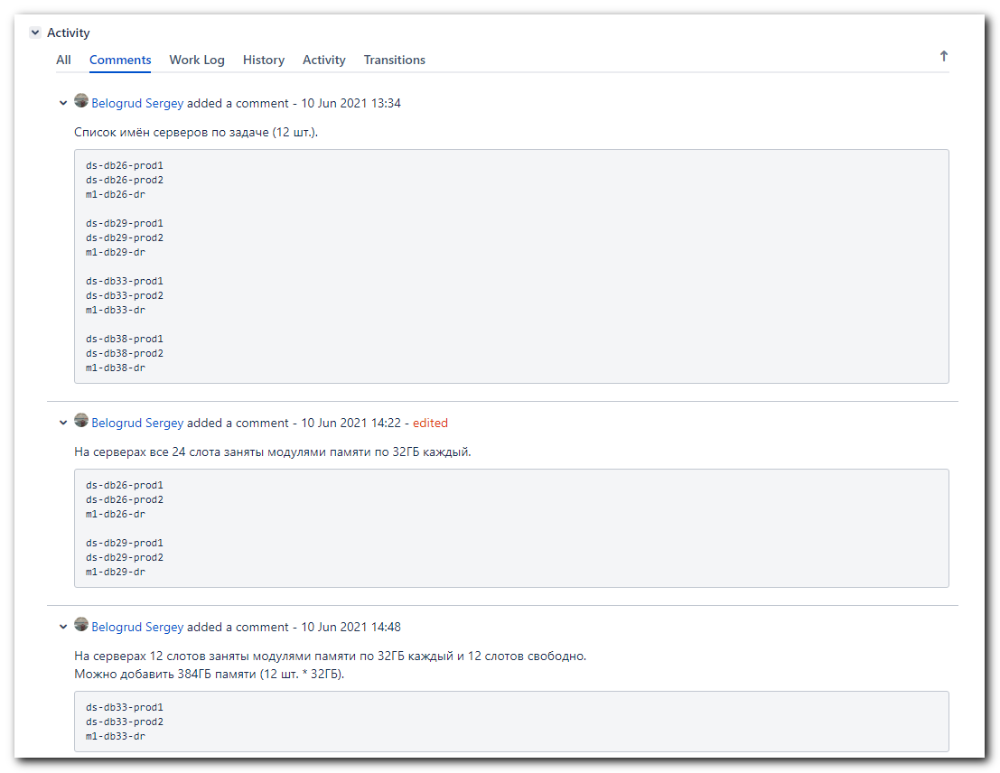 Activity
All Comments Work Log History Activity Transitions
Belogrud Sergey added a comment - 10 Jun 2021 13:34
Список имён серверов по задаче (12 шт.).
ds-db26-prod1
ds-db26-prod2
m1-db26-dr
ds-db29-prod1
ds-db29-prod2
m1-db29-dr
ds-db33-prod1
ds-db33-prod2
m1-db33-dr
ds-db38-prod1
ds-db38-prod2
m1-db38-dr
Belogrud Sergey added a comment - 10 Jun 2021 14:22 - edited
На серверах все 24 слота заняты модулями памяти по 32ГБ каждый.
ds-db26-prod1
ds-db26-prod2
m1-db26-dr
ds-db29-prod1
ds-db29-prod2
m1-db29-dr
Belogrud Sergey added a comment - 10 Jun 2021 14:48
На серверах 12 слотов заняты модулями памяти по 32ГБ каждый и 12 слотов свободно.
Можно добавить 384ГБ памяти (12 шт. * 32ГБ).
ds-db33-prod1
ds-db33-prod2
m1-db33-dr